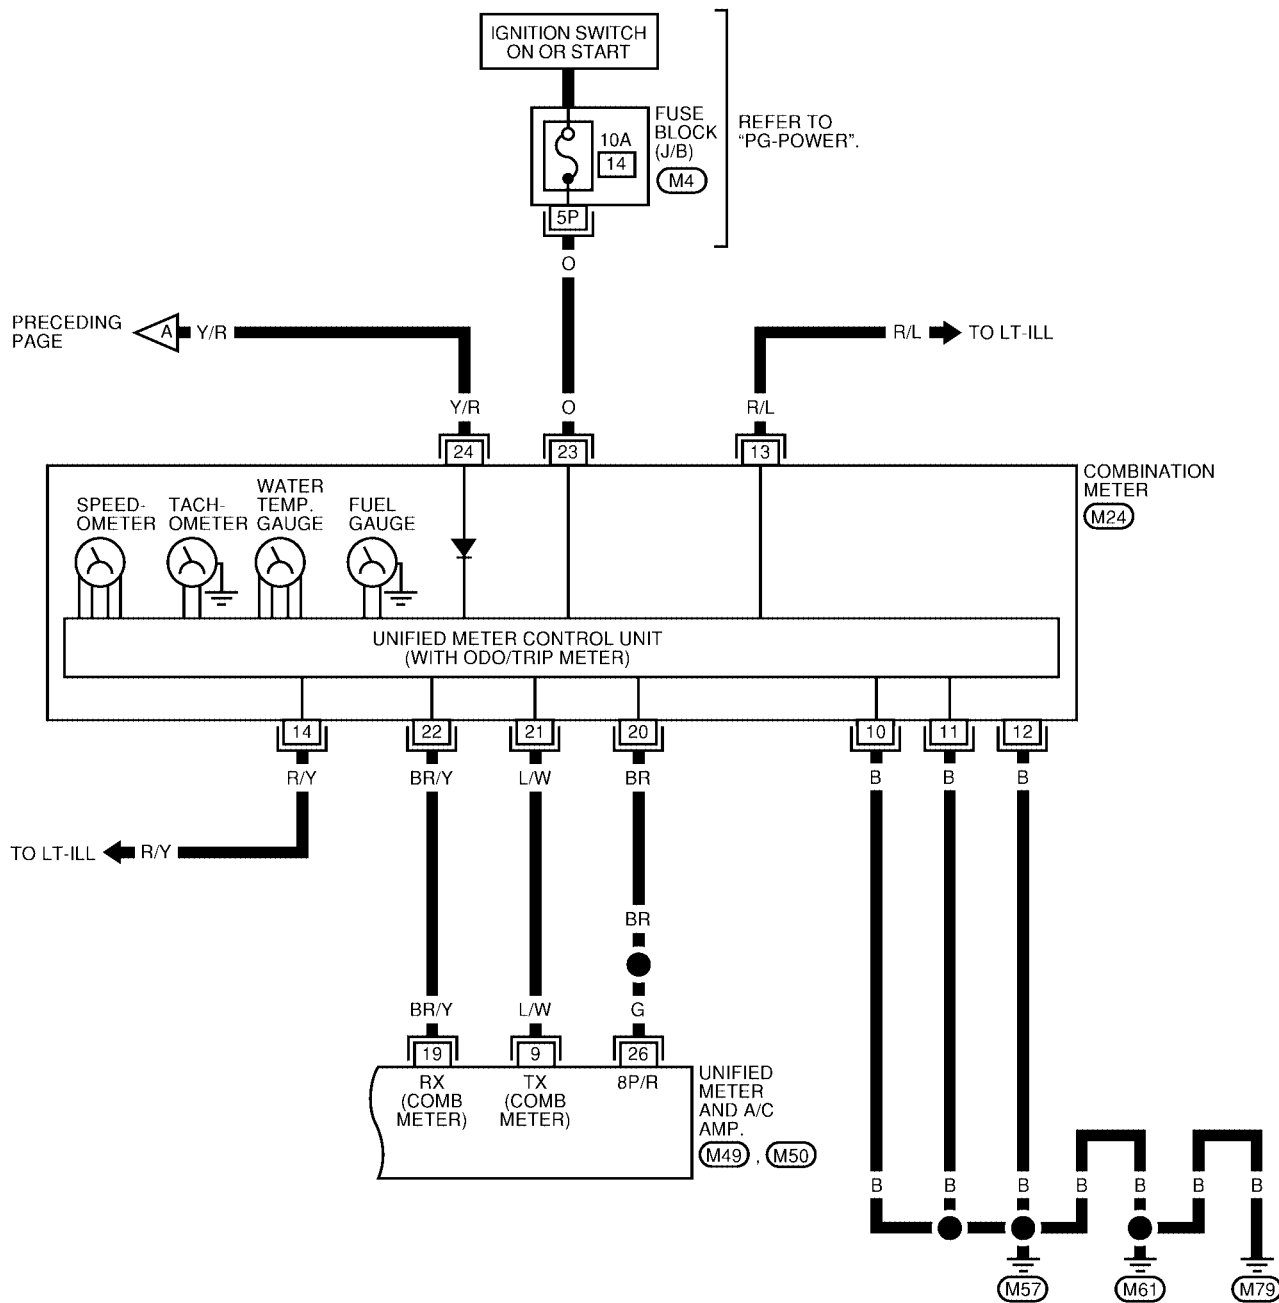 IGNITION SWITCH
ON OR START
FUSE
BLOCK
(J/B)
M4
10A
14
REFER TO
"PG-POWER".
5P
O
PRECEDING
PAGE
A
Y/R
R/L
TO LT-ILL
Y/R
O
R/L
24
23
13
COMBINATION
METER
M24
SPEED-
OMETER
TACH-
OMETER
WATER
TEMP.
GAUGE
FUEL
GAUGE
UNIFIED METER CONTROL UNIT
(WITH ODO/TRIP METER)
14
22
21
20
10
11
12
R/Y
BR/Y
L/W
BR
B
B
B
TO LT-ILL
R/Y
BR
BR/Y
L/W
G
19
9
26
RX
(COMB
METER)
TX
(COMB
METER)
8P/R
UNIFIED
METER
AND A/C
AMP.
M49 , M50
B
B
B
B
B
B
B
M57
M61
M79